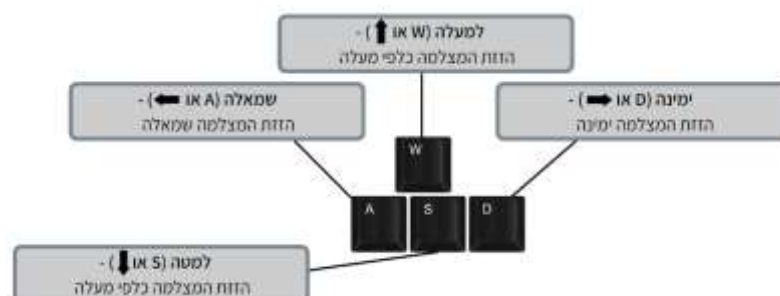 למעלה (W או ⬆) -
הזזת המצלמה כלפי מעלה
שמאלה (A או ⬅) -
הזזת המצלמה שמאלה
ימינה (D או ➡) -
הזזת המצלמה ימינה
W
A S D
למטה (S או ⬇) -
הזזת המצלמה כלפי מעלה